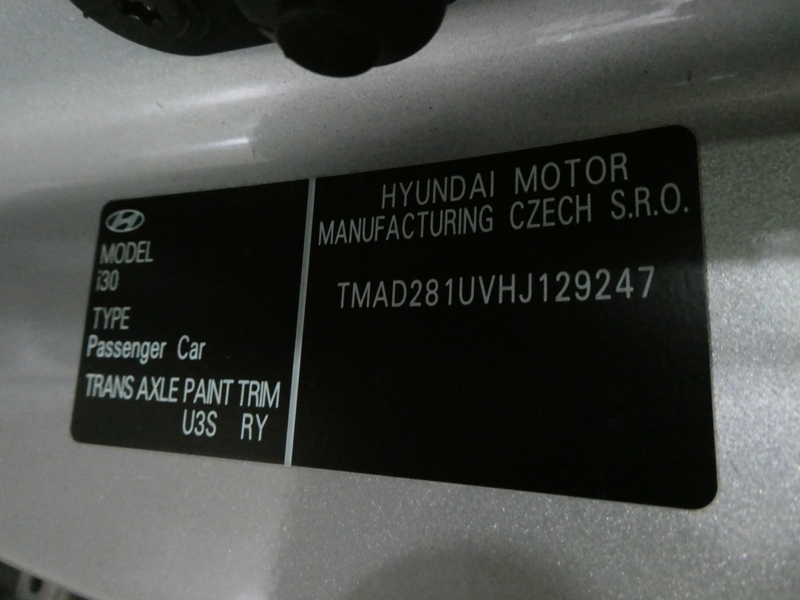 MODEL
i30
TYPE
Passenger Car
TRANS AXLE PAINT TRIM
U3S RY
HYUNDAI MOTOR
MANUFACTURING CZECH S.R.O.
TMAD281UVHJ129247